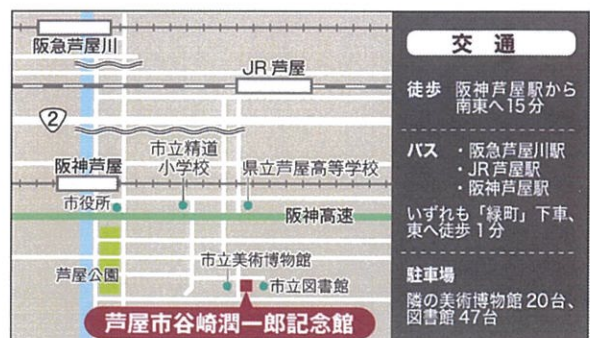 阪急芦屋川
JR 芦屋
2
市立精道
小学校
県立芦屋高等学校
阪神芦屋
市役所
阪神高速
市立美術博物館
芦屋公園
市立図書館
芦屋市谷崎潤一郎記念館
交 通
徒歩 阪神芦屋駅から
南東へ15分
バス ・阪急芦屋川駅
・JR芦屋駅
・阪神芦屋駅
いずれも「緑町」下車、
東へ徒歩1分
駐車場
隣の美術博物館20台、
図書館47台